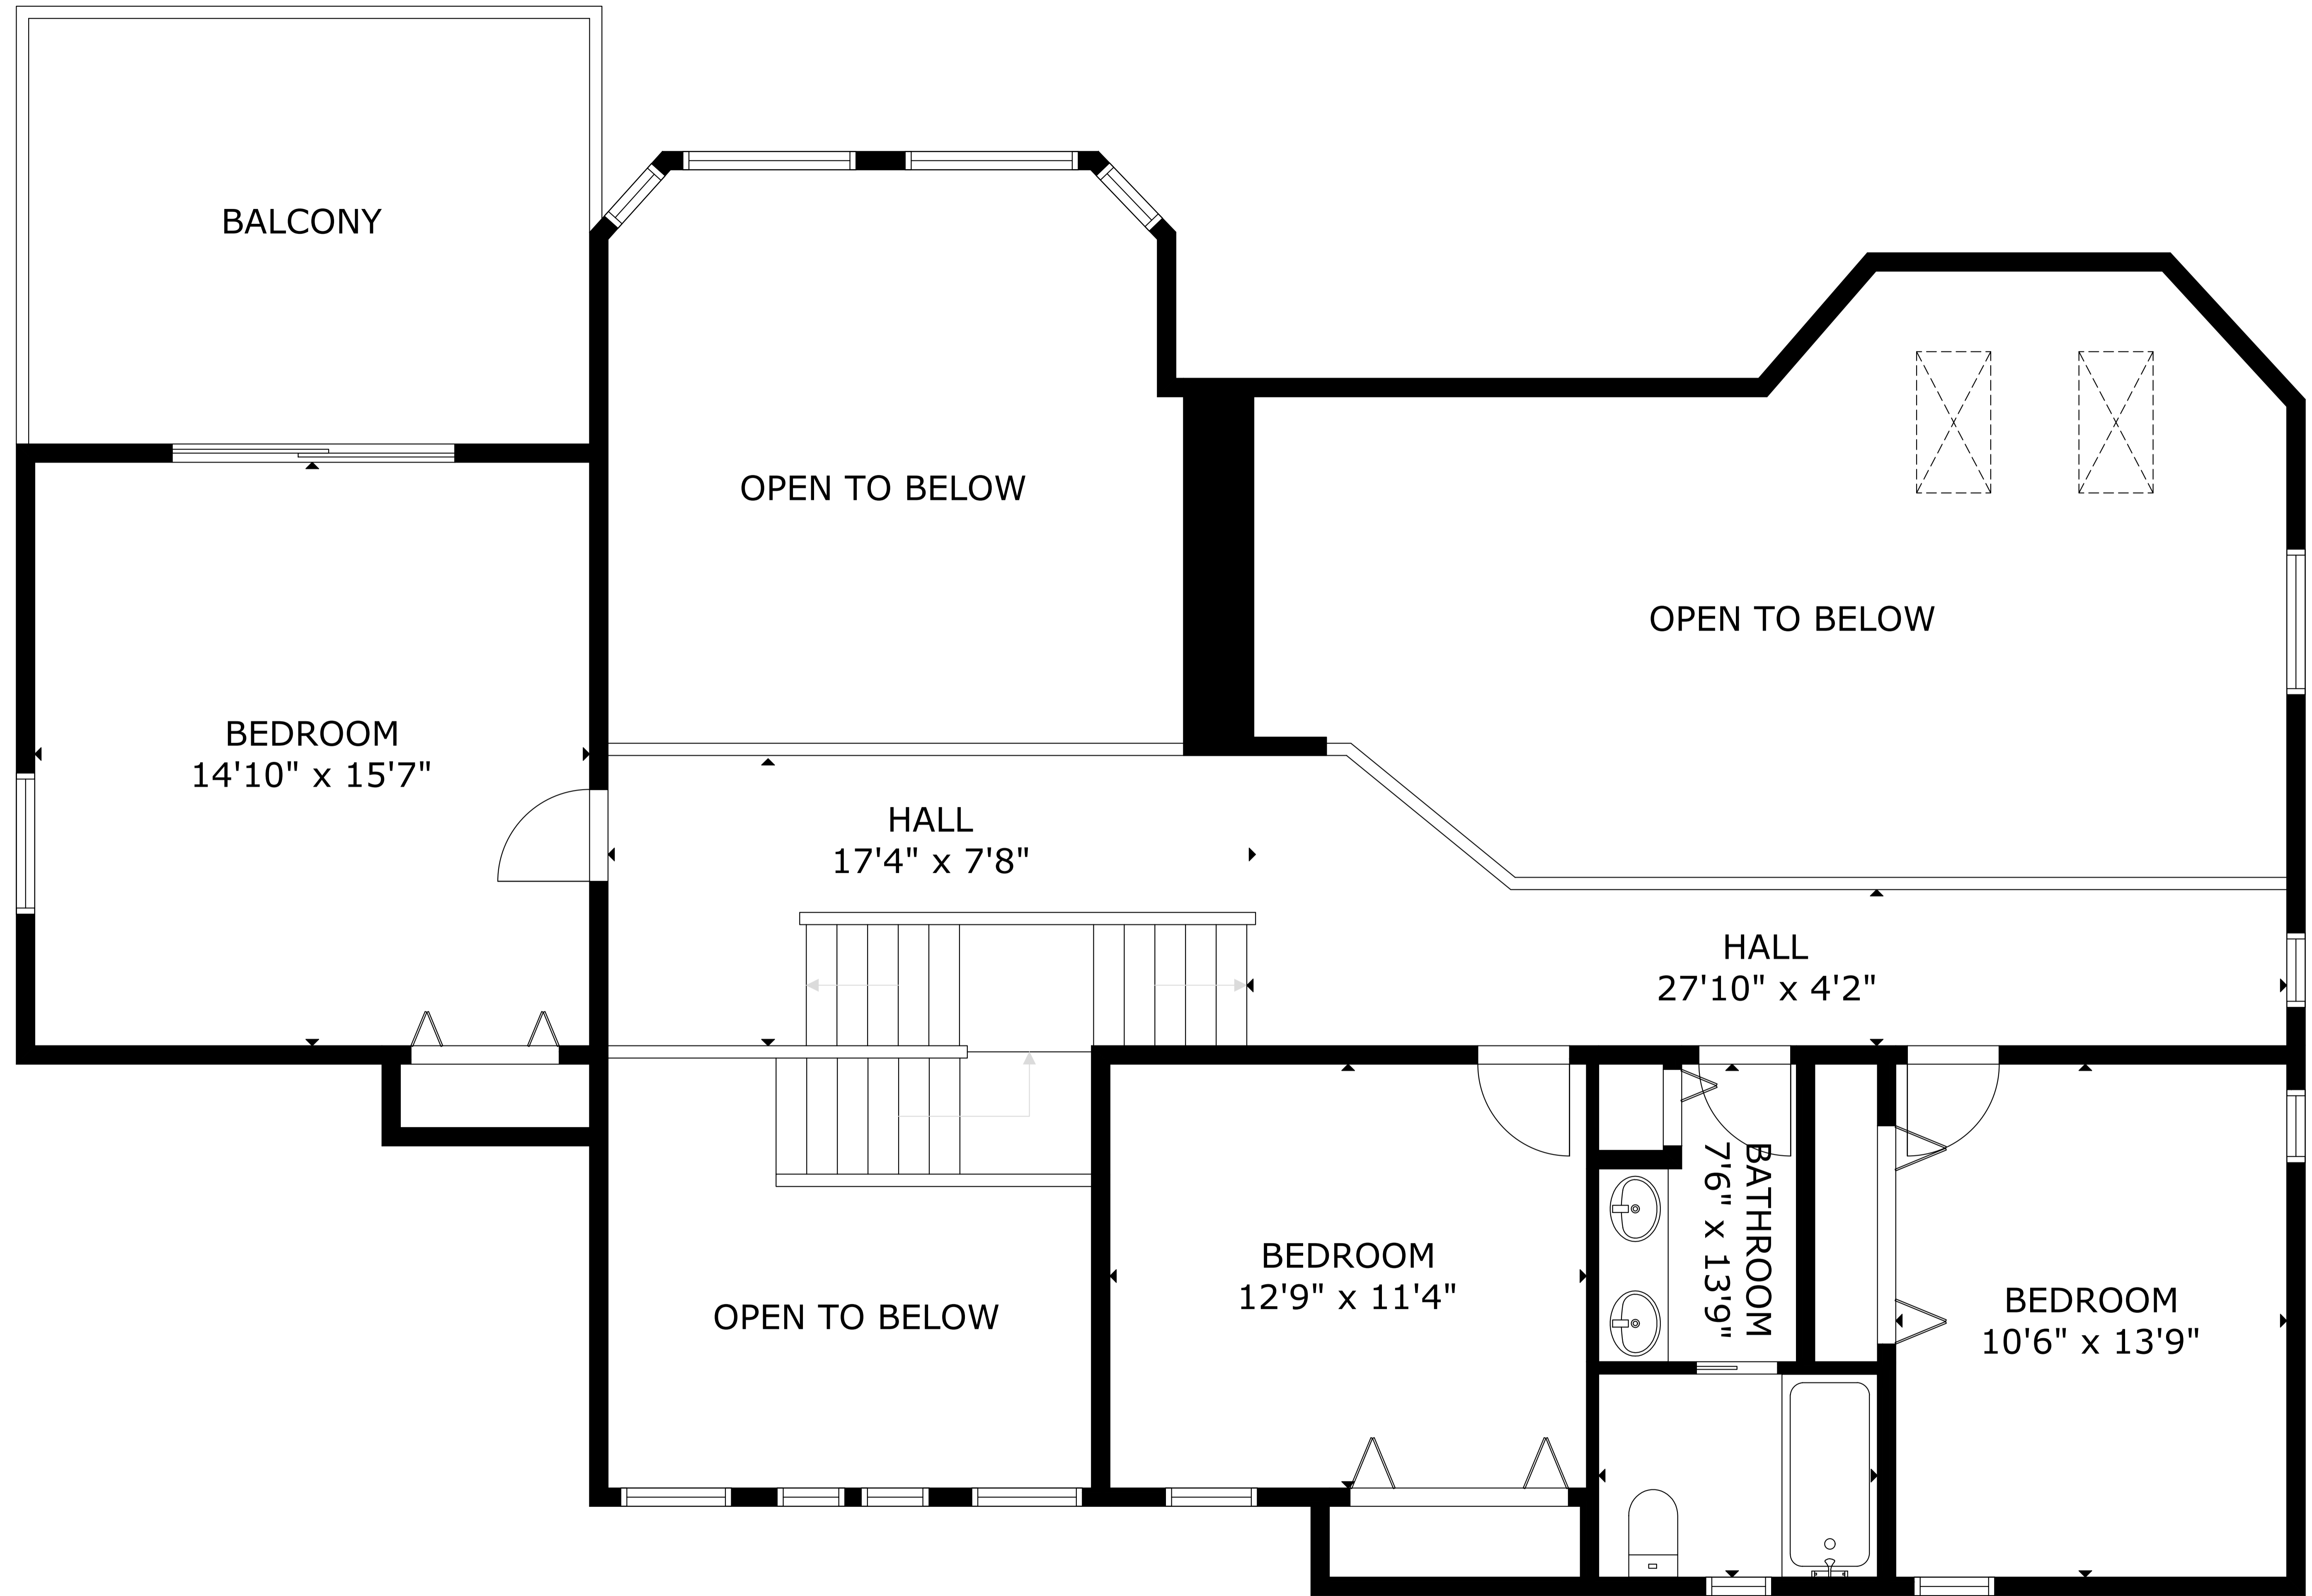 BALCONY
OPEN TO BELOW
OPEN TO BELOW
BEDROOM
14'10" x 15'7"
HALL
17'4" x 7'8"
HALL
27'10" x 4'2"
BATHROOM
7'6" x 13'9"
BEDROOM
12'9" x 11'4"
BEDROOM
10'6" x 13'9"
OPEN TO BELOW